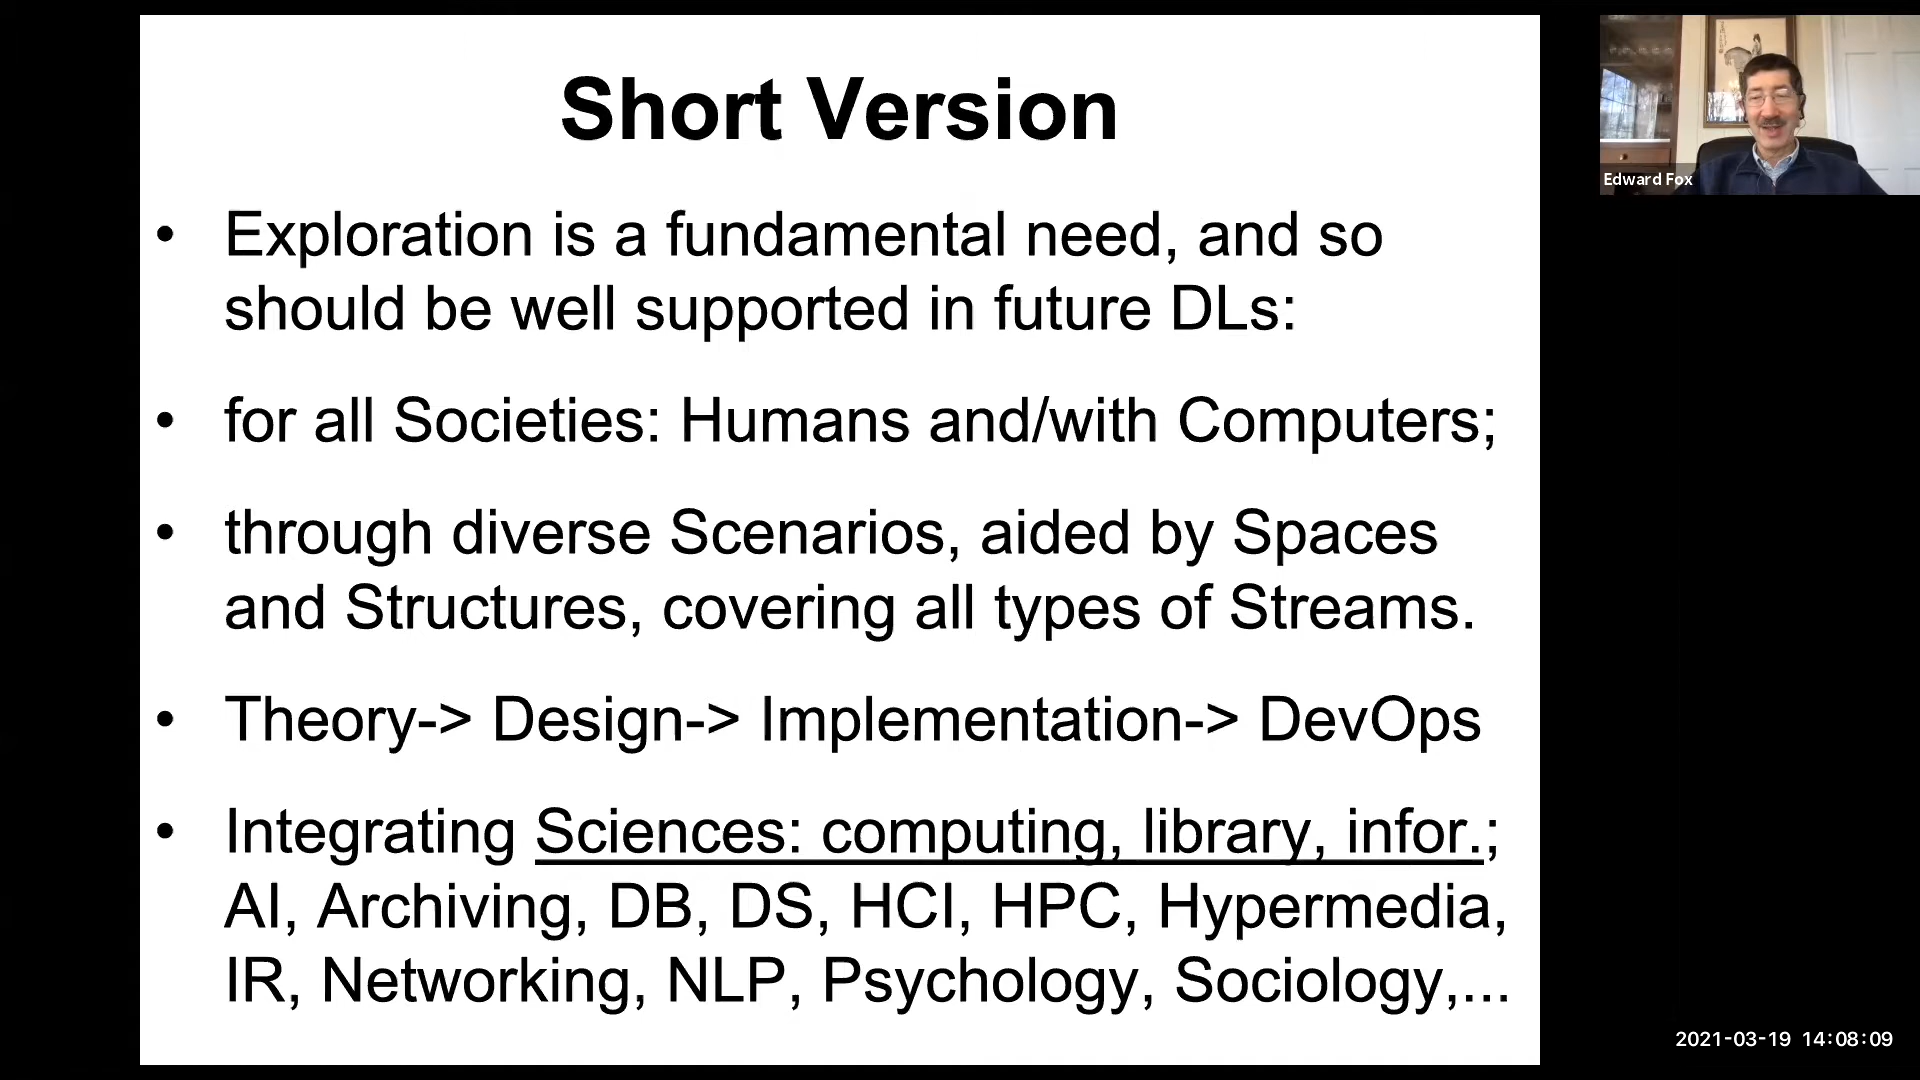 Short Version
• Exploration is a fundamental need, and so
should be well supported in future DLs:
• for all Societies: Humans and/with Computers;
• through diverse Scenarios, aided by Spaces
and Structures, covering all types of Streams.
• Theory-> Design-> Implementation-> DevOps
• Integrating Sciences: computing, library, infor.;
AI, Archiving, DB, DS, HCI, HPC, Hypermedia,
IR, Networking, NLP, Psychology, Sociology,...
Edward Fox
2021-03-19 14:08:09